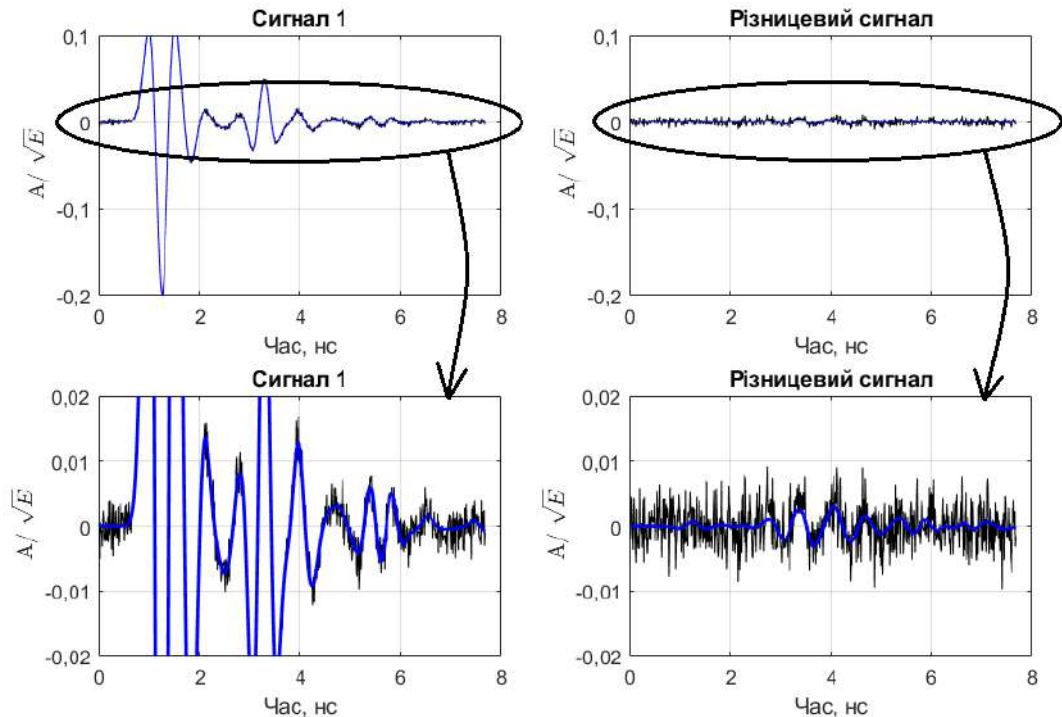 Сигнал 1
0,1
0
-0,1
-0,2
A/ √E
0 2 4 6 8
Час, нс
Різницевий сигнал
0,1
0
-0,1
-0,2
A/ √E
0 2 4 6 8
Час, нс
Сигнал 1
0,02
0,01
0
-0,01
-0,02
A/ √E
0 2 4 6 8
Час, нс
Різницевий сигнал
0,02
0,01
0
-0,01
-0,02
A/ √E
0 2 4 6 8
Час, нс